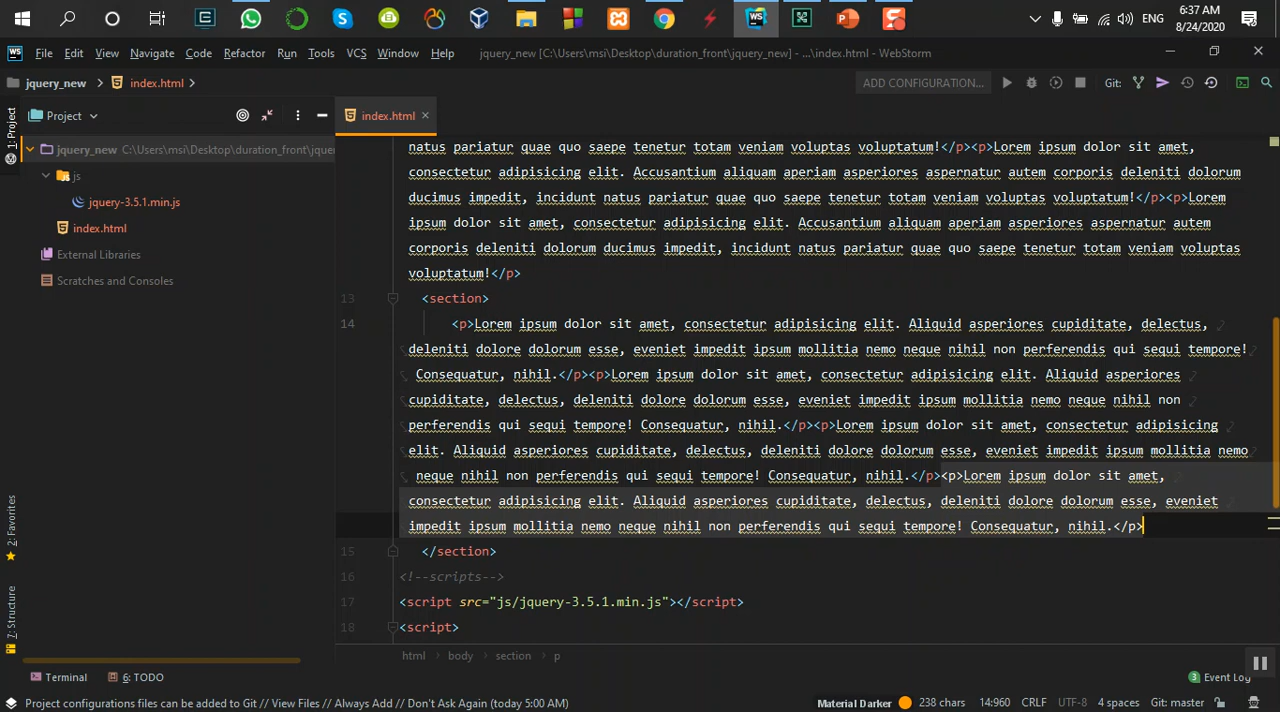 6:37 AM
ENG
8/24/2020
File Edit Navigate Code Refactor Run Tools VCS Window Help jquery_new [C:\Users\msi\Desktop\duration_front\jquery_new] - ...\index.html - WebStorm
jquery_new index.html ADD CONFIGURATION... Git:
1: Project
Project
index.html
jquery_new C:\Users\msi\Desktop\duration_front\jquer
js
jquery-3.5.1.min.js
index.html
External Libraries
Scratches and Consoles
natus pariatur quae quo saepe tenetur totam veniam voluptas voluptatum!</p><p>Lorem ipsum dolor sit amet,
consectetur adipisicing elit. Accusantium aliquam aperiam asperiores aspernatur autem corporis deleniti dolorum
ducimus impedit, incidunt natus pariatur quae quo saepe tenetur totam veniam voluptas voluptatum!</p><p>Lorem
ipsum dolor sit amet, consectetur adipisicing elit. Accusantium aliquam aperiam asperiores aspernatur autem
corporis deleniti dolorum ducimus impedit, incidunt natus pariatur quae quo saepe tenetur totam veniam voluptas
voluptatum!</p>
13 <section>
14 <p>Lorem ipsum dolor sit amet, consectetur adipisicing elit. Aliquid asperiores cupiditate, delectus,
deleniti dolore dolorum esse, eveniet impedit ipsum mollitia nemo neque nihil non perferendis qui sequi tempore!
Consequatur, nihil.</p><p>Lorem ipsum dolor sit amet, consectetur adipisicing elit. Aliquid asperiores
cupiditate, delectus, deleniti dolore dolorum esse, eveniet impedit ipsum mollitia nemo neque nihil non
perferendis qui sequi tempore! Consequatur, nihil.</p><p>Lorem ipsum dolor sit amet, consectetur adipisicing
elit. Aliquid asperiores cupiditate, delectus, deleniti dolore dolorum esse, eveniet impedit ipsum mollitia nemo
neque nihil non perferendis qui sequi tempore! Consequatur, nihil.</p><p>Lorem ipsum dolor sit amet,
consectetur adipisicing elit. Aliquid asperiores cupiditate, delectus, deleniti dolore dolorum esse, eveniet
impedit ipsum mollitia nemo neque nihil non perferendis qui sequi tempore! Consequatur, nihil.</p>
15 </section>
16 <!--scripts-->
17 <script src="js/jquery-3.5.1.min.js"></script>
18 <script>
html body section p
2: Favorites
7: Structure
Terminal 6: TODO 3 Event Log
Project configurations files can be added to Git // View Files // Always Add // Don't Ask Again (today 5:00 AM) Material Darker 238 chars 14:960 CRLF UTF-8 4 spaces Git: master